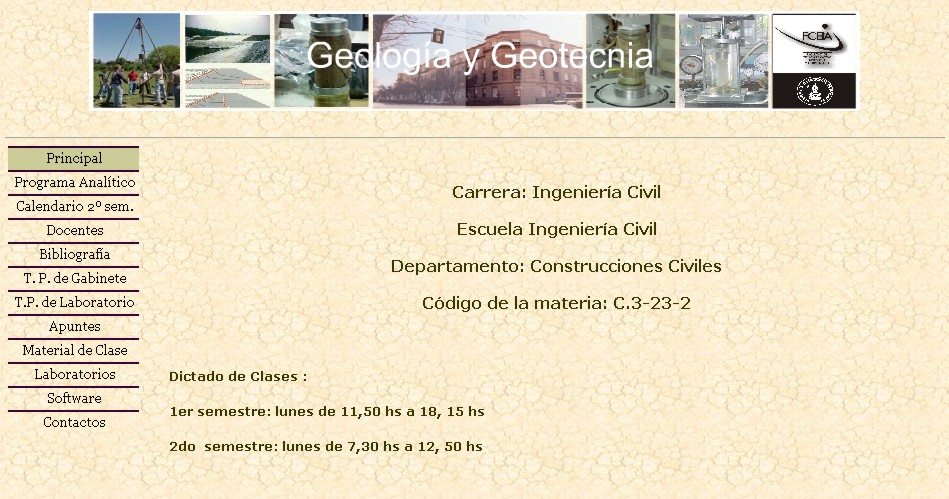 Geología y Geotecnia
FCEIA
Principal
Programa Analítico
Calendario 2º sem.
Docentes
Bibliografía
T. P. de Gabinete
T.P. de Laboratorio
Apuntes
Material de Clase
Laboratorios
Software
Contactos
Carrera: Ingeniería Civil
Escuela Ingeniería Civil
Departamento: Construcciones Civiles
Código de la materia: C.3-23-2
Dictado de Clases :
1er semestre: lunes de 11,50 hs a 18, 15 hs
2do  semestre: lunes de 7,30 hs a 12, 50 hs